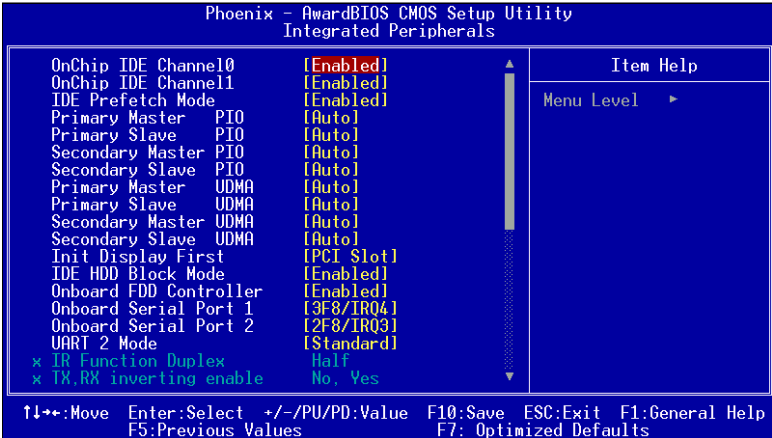 Phoenix - AwardBIOS CMOS Setup Utility
Integrated Peripherals
OnChip IDE Channel0 [Enabled]
OnChip IDE Channel1 [Enabled]
IDE Prefetch Mode [Enabled]
Primary Master PIO [Auto]
Primary Slave PIO [Auto]
Secondary Master PIO [Auto]
Secondary Slave PIO [Auto]
Primary Master UDMA [Auto]
Primary Slave UDMA [Auto]
Secondary Master UDMA [Auto]
Secondary Slave UDMA [Auto]
Init Display First [PCI Slot]
IDE HDD Block Mode [Enabled]
Onboard FDD Controller [Enabled]
Onboard Serial Port 1 [3F8/IRQ4]
Onboard Serial Port 2 [2F8/IRQ3]
UART 2 Mode [Standard]
x IR Function Duplex Half
x TX,RX inverting enable No, Yes
Item Help
Menu Level ►
↑↓→←:Move Enter:Select +/-/PU/PD:Value F10:Save ESC:Exit F1:General Help
F5:Previous Values F7: Optimized Defaults